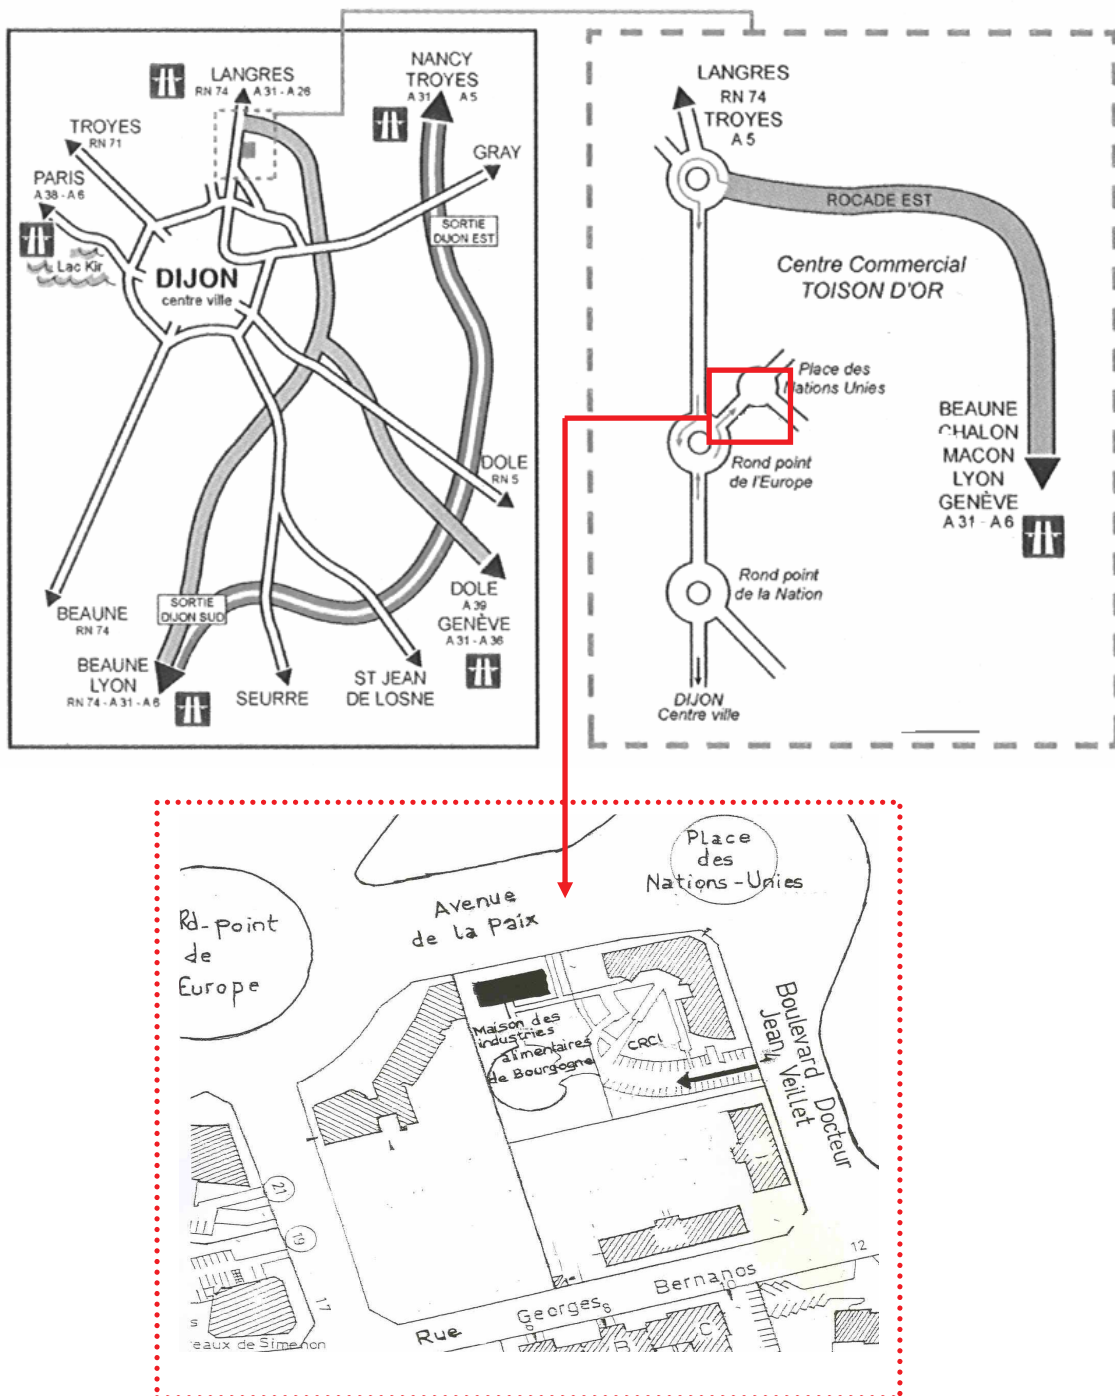 LANGRES
RN 74 A 31 - A 26
NANCY
TROYES
A 31 A 5
TROYES
RN 71
PARIS
A 38 - A 6
GRAY
SORTIE
DIJON EST
Lac Kir
DIJON
centre ville
DOLE
RN 5
DOLE
A 39
GENÈVE
A 31 - A 36
BEAUNE
RN 74
SORTIE
DIJON SUD
BEAUNE
LYON
RN 74 - A 31 - A 6
SEURRE
ST JEAN
DE LOSNE
LANGRES
RN 74
TROYES
A 5
ROCADE EST
Centre Commercial
TOISON D'OR
Place des
Nations Unies
Rond point
de l'Europe
BEAUNE
CHALON
MACON
LYON
GENÈVE
A 31 - A 6
Rond point
de la Nation
DIJON
Centre ville
Place
des
Nations-Unies
Avenue
de la Paix
Rd-point
de
Europe
Maison des
industries
alimentaires
de Bourgogne
CRCI
Boulevard Docteur
Jean Veillet
21
19
17
12
Rue Georges Bernanos
6
10
B
C
eaux de Simenon